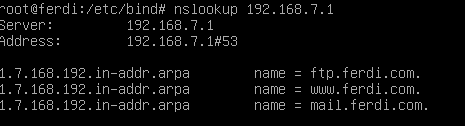 root@ferdi:/etc/bind# nslookup 192.168.7.1
Server: 192.168.7.1
Address: 192.168.7.1#53
1.7.168.192.in-addr.arpa name = ftp.ferdi.com.
1.7.168.192.in-addr.arpa name = www.ferdi.com.
1.7.168.192.in-addr.arpa name = mail.ferdi.com.